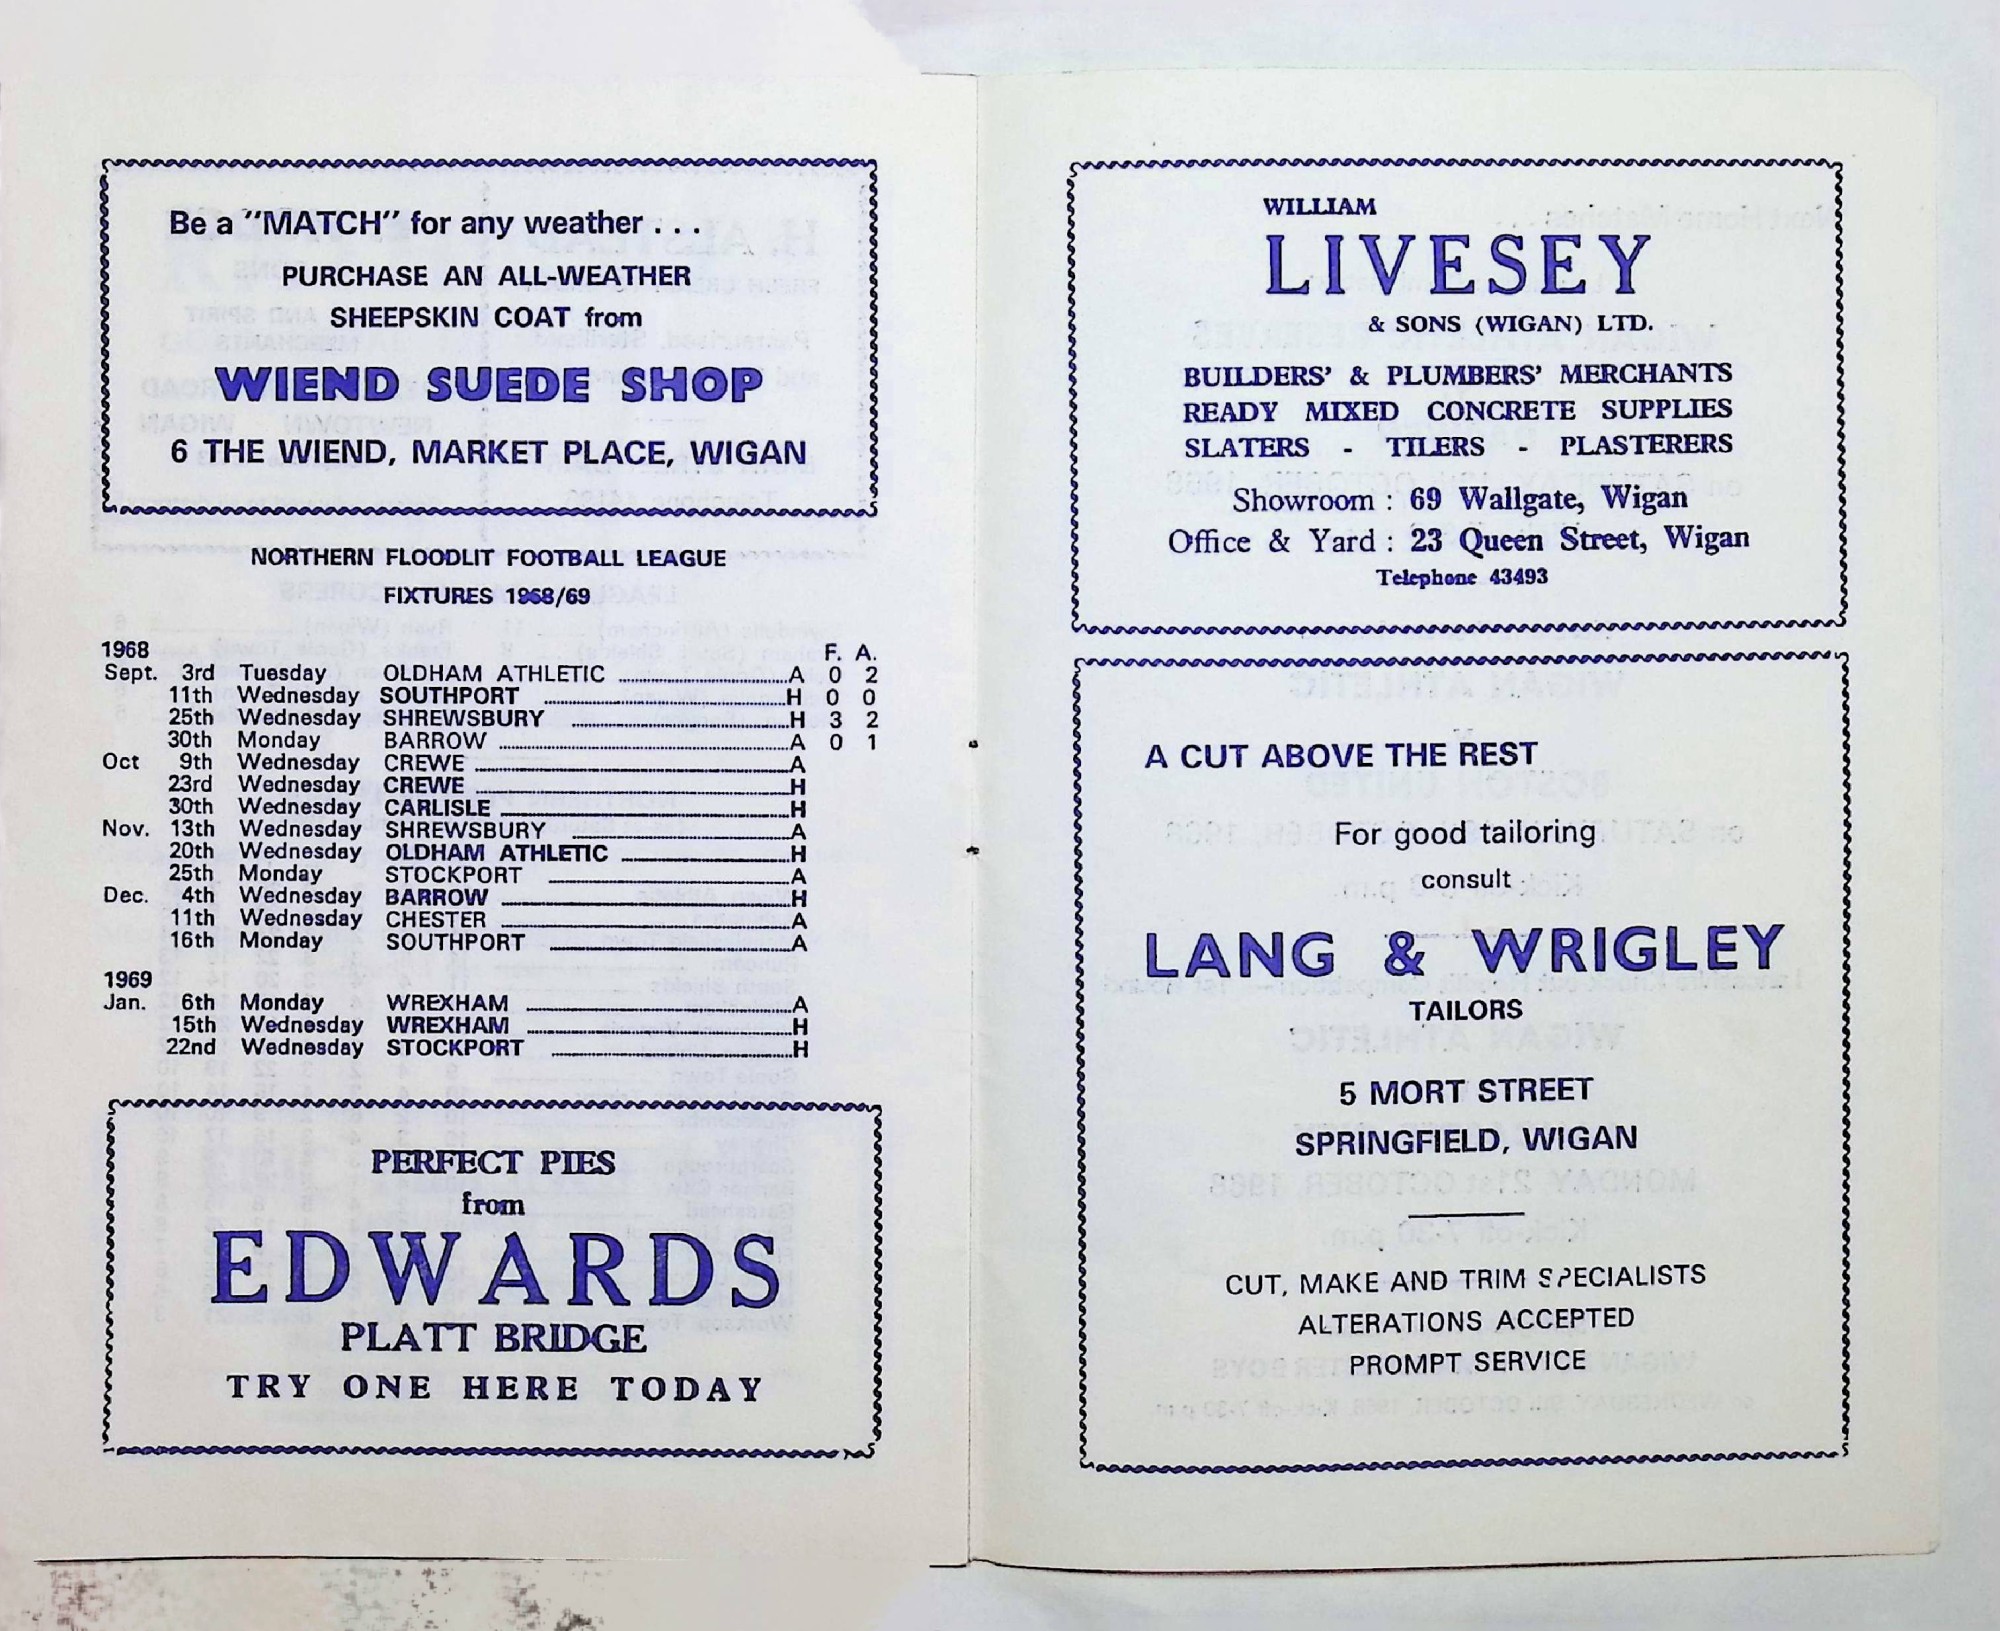 Be a "MATCH" for any weather . . .
PURCHASE AN ALL-WEATHER
SHEEPSKIN COAT from
WIEND SUEDE SHOP
6 THE WIEND, MARKET PLACE, WIGAN
NORTHERN FLOODLIT FOOTBALL LEAGUE
FIXTURES 1968/69
1968 F. A.
Sept. 3rd Tuesday OLDHAM ATHLETIC A 0 2
11th Wednesday SOUTHPORT H 0 0
25th Wednesday SHREWSBURY H 3 2
30th Monday BARROW A 0 1
Oct 9th Wednesday CREWE A
23rd Wednesday CREWE H
30th Wednesday CARLISLE H
Nov. 13th Wednesday SHREWSBURY A
20th Wednesday OLDHAM ATHLETIC H
25th Monday STOCKPORT A
Dec. 4th Wednesday BARROW H
11th Wednesday CHESTER A
16th Monday SOUTHPORT A
1969
Jan. 6th Monday WREXHAM A
15th Wednesday WREXHAM H
22nd Wednesday STOCKPORT H
PERFECT PIES
from
EDWARDS
PLATT BRIDGE
TRY ONE HERE TODAY
WILLIAM
LIVESEY
& SONS (WIGAN) LTD.
BUILDERS' & PLUMBERS' MERCHANTS
READY MIXED CONCRETE SUPPLIES
SLATERS - TILERS - PLASTERERS
Showroom : 69 Wallgate, Wigan
Office & Yard : 23 Queen Street, Wigan
Telephone 43493
A CUT ABOVE THE REST
For good tailoring
consult
LANG & WRIGLEY
TAILORS
5 MORT STREET
SPRINGFIELD, WIGAN
CUT, MAKE AND TRIM SPECIALISTS
ALTERATIONS ACCEPTED
PROMPT SERVICE